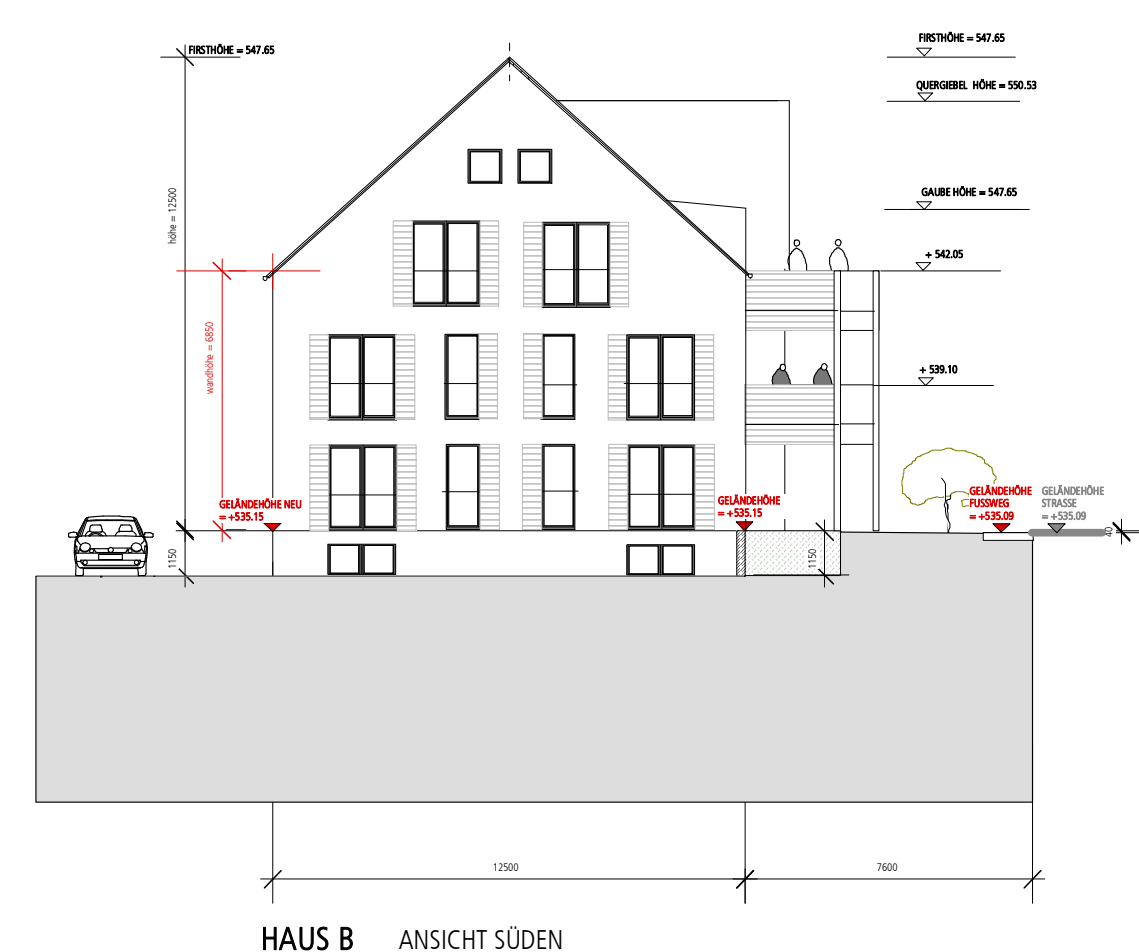 FIRSTHÖHE = 547.65
FIRSTHÖHE = 547.65
QUERGIEBEL HÖHE = 550.53
höhe = 12500
GAUBE HÖHE = 547.65
+ 542.05
wandhöhe = 6850
+ 539.10
GELÄNDEHÖHE NEU
= +535.15
GELÄNDEHÖHE
= +535.15
GELÄNDEHÖHE
FUSSWEG
= +535.09
GELÄNDEHÖHE
STRASSE
= +535.09
40
1150
1150
12500
7600
HAUS B ANSICHT SÜDEN